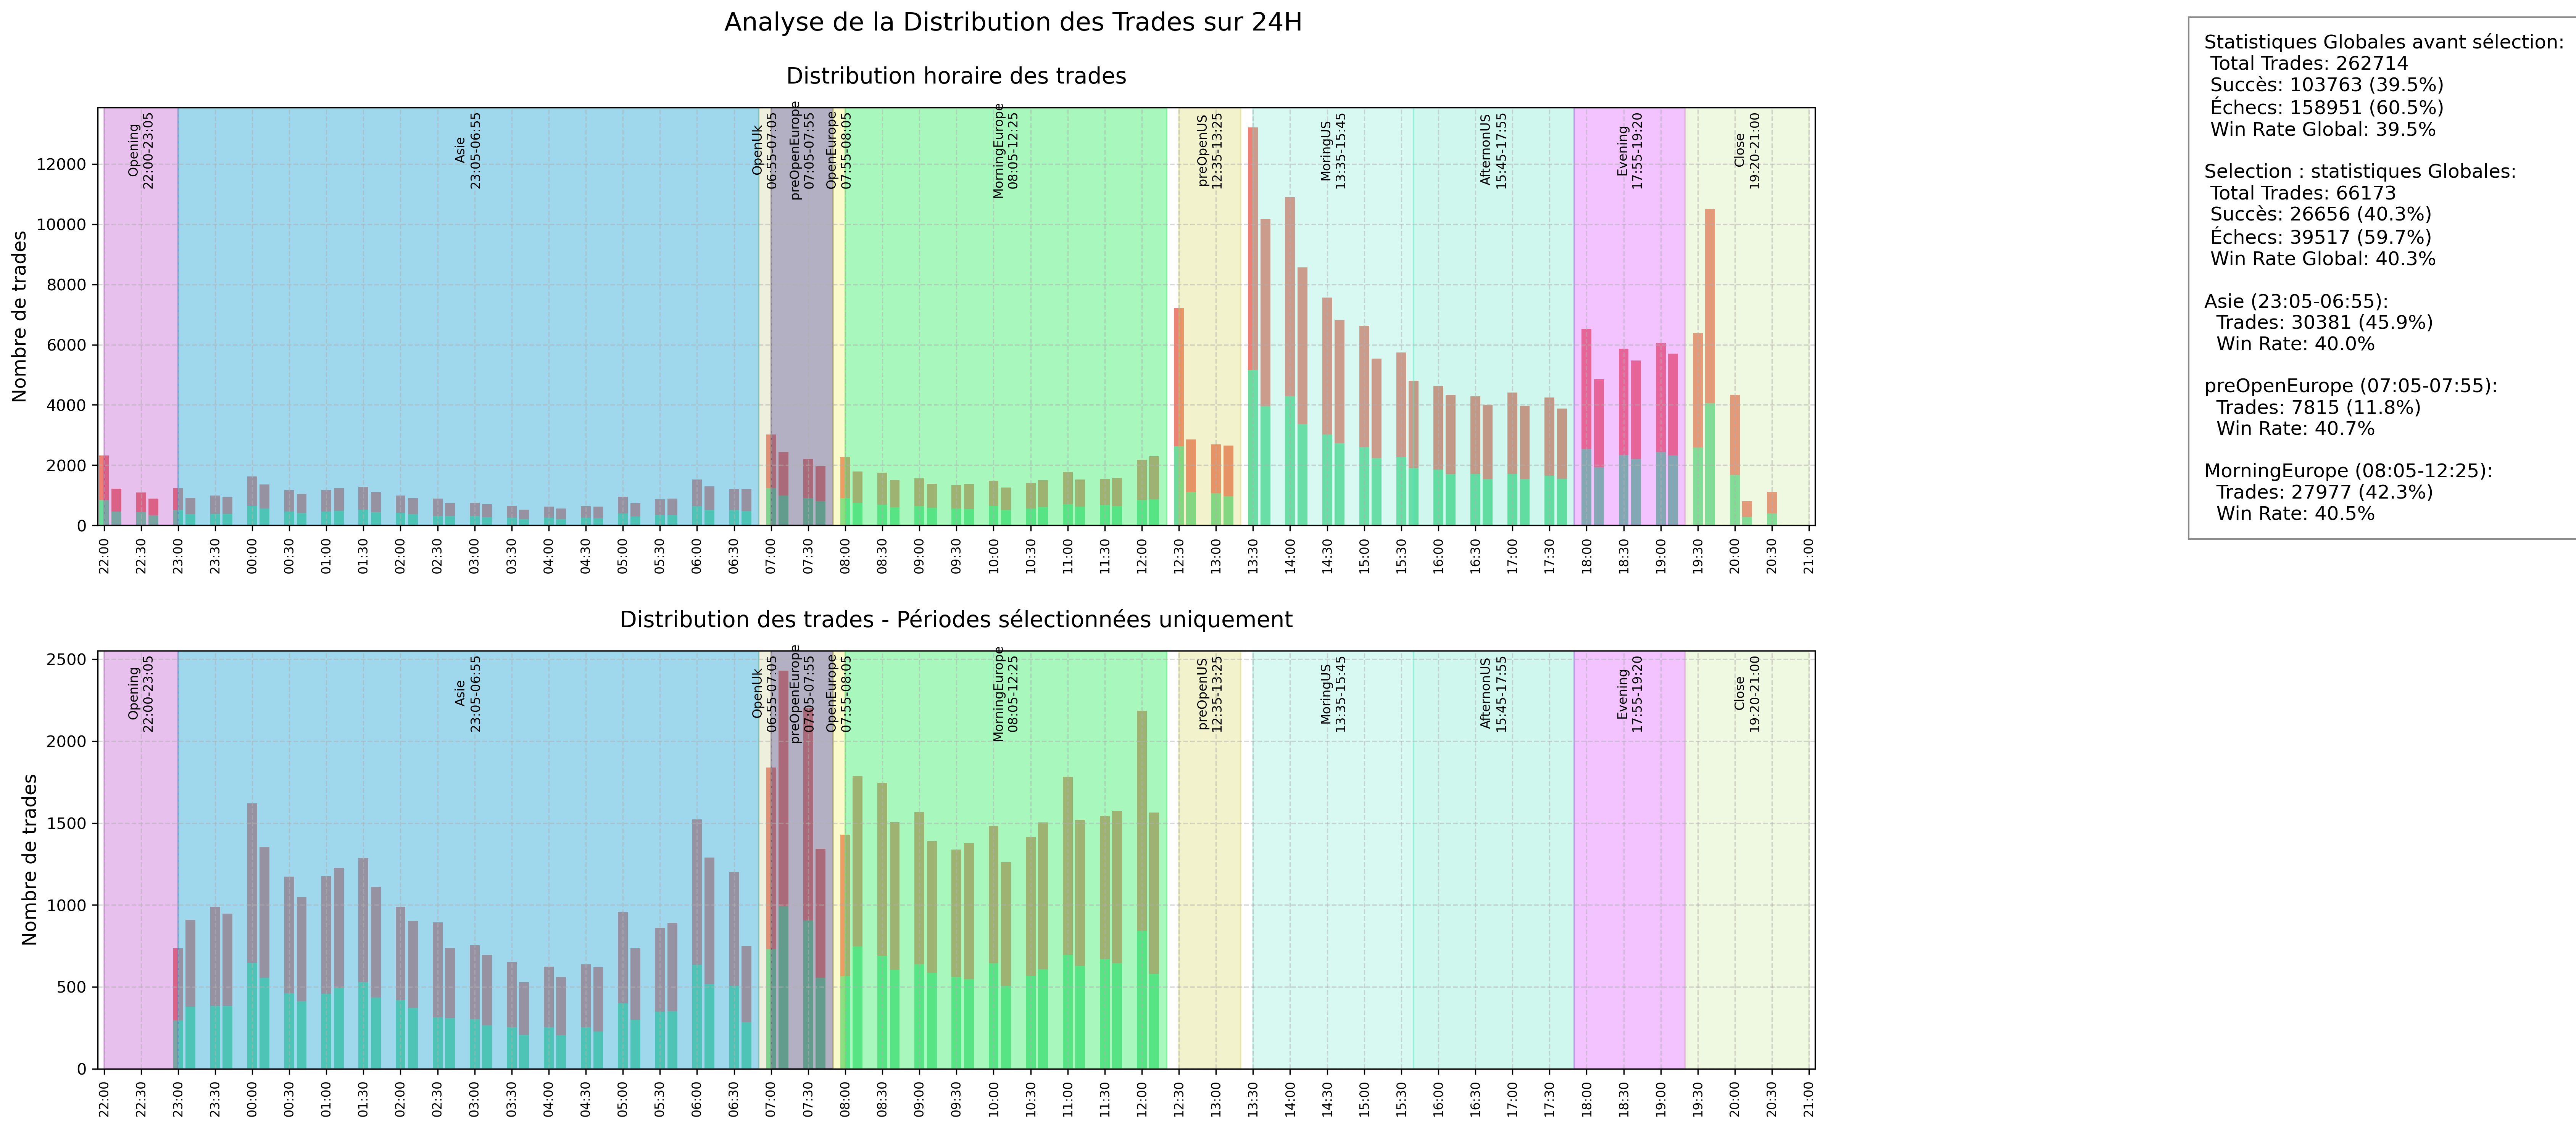 Analyse de la Distribution des Trades sur 24H
Distribution horaire des trades
Nombre de trades
12000
10000
8000
6000
4000
2000
0
Opening
22:00-23:05
Asie
23:05-06:55
OpenUk
06:55-07:05
preOpenEurope
07:05-07:55
OpenEurope
07:55-08:05
MorningEurope
08:05-12:25
preOpenUS
12:35-13:25
MoringUS
13:35-15:45
AfternonUS
15:45-17:55
Evening
17:55-19:20
Close
19:20-21:00
22:00
22:30
23:00
23:30
00:00
00:30
01:00
01:30
02:00
02:30
03:00
03:30
04:00
04:30
05:00
05:30
06:00
06:30
07:00
07:30
08:00
08:30
09:00
09:30
10:00
10:30
11:00
11:30
12:00
12:30
13:00
13:30
14:00
14:30
15:00
15:30
16:00
16:30
17:00
17:30
18:00
18:30
19:00
19:30
20:00
20:30
21:00
Distribution des trades - Périodes sélectionnées uniquement
Nombre de trades
2500
2000
1500
1000
500
0
Opening
22:00-23:05
Asie
23:05-06:55
OpenUk
06:55-07:05
preOpenEurope
07:05-07:55
OpenEurope
07:55-08:05
MorningEurope
08:05-12:25
preOpenUS
12:35-13:25
MoringUS
13:35-15:45
AfternonUS
15:45-17:55
Evening
17:55-19:20
Close
19:20-21:00
22:00
22:30
23:00
23:30
00:00
00:30
01:00
01:30
02:00
02:30
03:00
03:30
04:00
04:30
05:00
05:30
06:00
06:30
07:00
07:30
08:00
08:30
09:00
09:30
10:00
10:30
11:00
11:30
12:00
12:30
13:00
13:30
14:00
14:30
15:00
15:30
16:00
16:30
17:00
17:30
18:00
18:30
19:00
19:30
20:00
20:30
21:00
Statistiques Globales avant sélection:
Total Trades: 262714
Succès: 103763 (39.5%)
Échecs: 158951 (60.5%)
Win Rate Global: 39.5%
Selection : statistiques Globales:
Total Trades: 66173
Succès: 26656 (40.3%)
Échecs: 39517 (59.7%)
Win Rate Global: 40.3%
Asie (23:05-06:55):
Trades: 30381 (45.9%)
Win Rate: 40.0%
preOpenEurope (07:05-07:55):
Trades: 7815 (11.8%)
Win Rate: 40.7%
MorningEurope (08:05-12:25):
Trades: 27977 (42.3%)
Win Rate: 40.5%